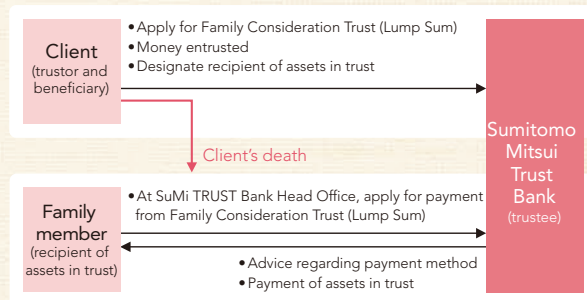 Client
(trustor and
beneficiary)
•Apply for Family Consideration Trust (Lump Sum)
•Money entrusted
•Designate recipient of assets in trust
Client's death
Family
member
(recipient of
assets in trust)
•At SuMi TRUST Bank Head Office, apply for payment
from Family Consideration Trust (Lump Sum)
•Advice regarding payment method
•Payment of assets in trust
Sumitomo
Mitsui
Trust
Bank
(trustee)